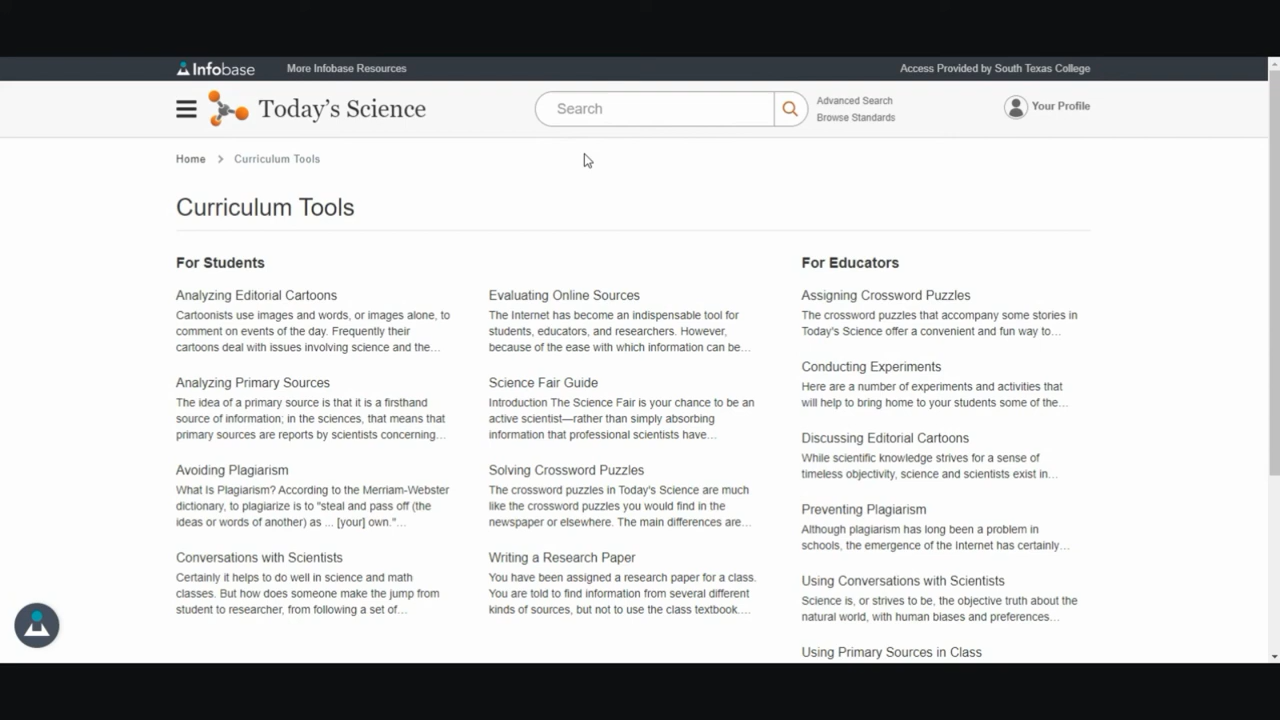 Infobase
More Infobase Resources
Access Provided by South Texas College
Today's Science
Search
Advanced Search
Browse Standards
Your Profile
Home > Curriculum Tools
Curriculum Tools
For Students
Analyzing Editorial Cartoons
Cartoonists use images and words, or images alone, to
comment on events of the day. Frequently their
cartoons deal with issues involving science and the…
Analyzing Primary Sources
The idea of a primary source is that it is a firsthand
source of information; in the sciences, that means that
primary sources are reports by scientists concerning…
Avoiding Plagiarism
What Is Plagiarism? According to the Merriam-Webster
dictionary, to plagiarize is to "steal and pass off (the
ideas or words of another) as ... [your] own."…
Conversations with Scientists
Certainly it helps to do well in science and math
classes. But how does someone make the jump from
student to researcher, from following a set of…
Evaluating Online Sources
The Internet has become an indispensable tool for
students, educators, and researchers. However,
because of the ease with which information can be…
Science Fair Guide
Introduction The Science Fair is your chance to be an
active scientist—rather than simply absorbing
information that professional scientists have…
Solving Crossword Puzzles
The crossword puzzles in Today's Science are much
like the crossword puzzles you would find in the
newspaper or elsewhere. The main differences are…
Writing a Research Paper
You have been assigned a research paper for a class.
You are told to find information from several different
kinds of sources, but not to use the class textbook.…
For Educators
Assigning Crossword Puzzles
The crossword puzzles that accompany some stories in
Today's Science offer a convenient and fun way to…
Conducting Experiments
Here are a number of experiments and activities that
will help to bring home to your students some of the…
Discussing Editorial Cartoons
While scientific knowledge strives for a sense of
timeless objectivity, science and scientists exist in…
Preventing Plagiarism
Although plagiarism has long been a problem in
schools, the emergence of the Internet has certainly…
Using Conversations with Scientists
Science is, or strives to be, the objective truth about the
natural world, with human biases and preferences…
Using Primary Sources in Class